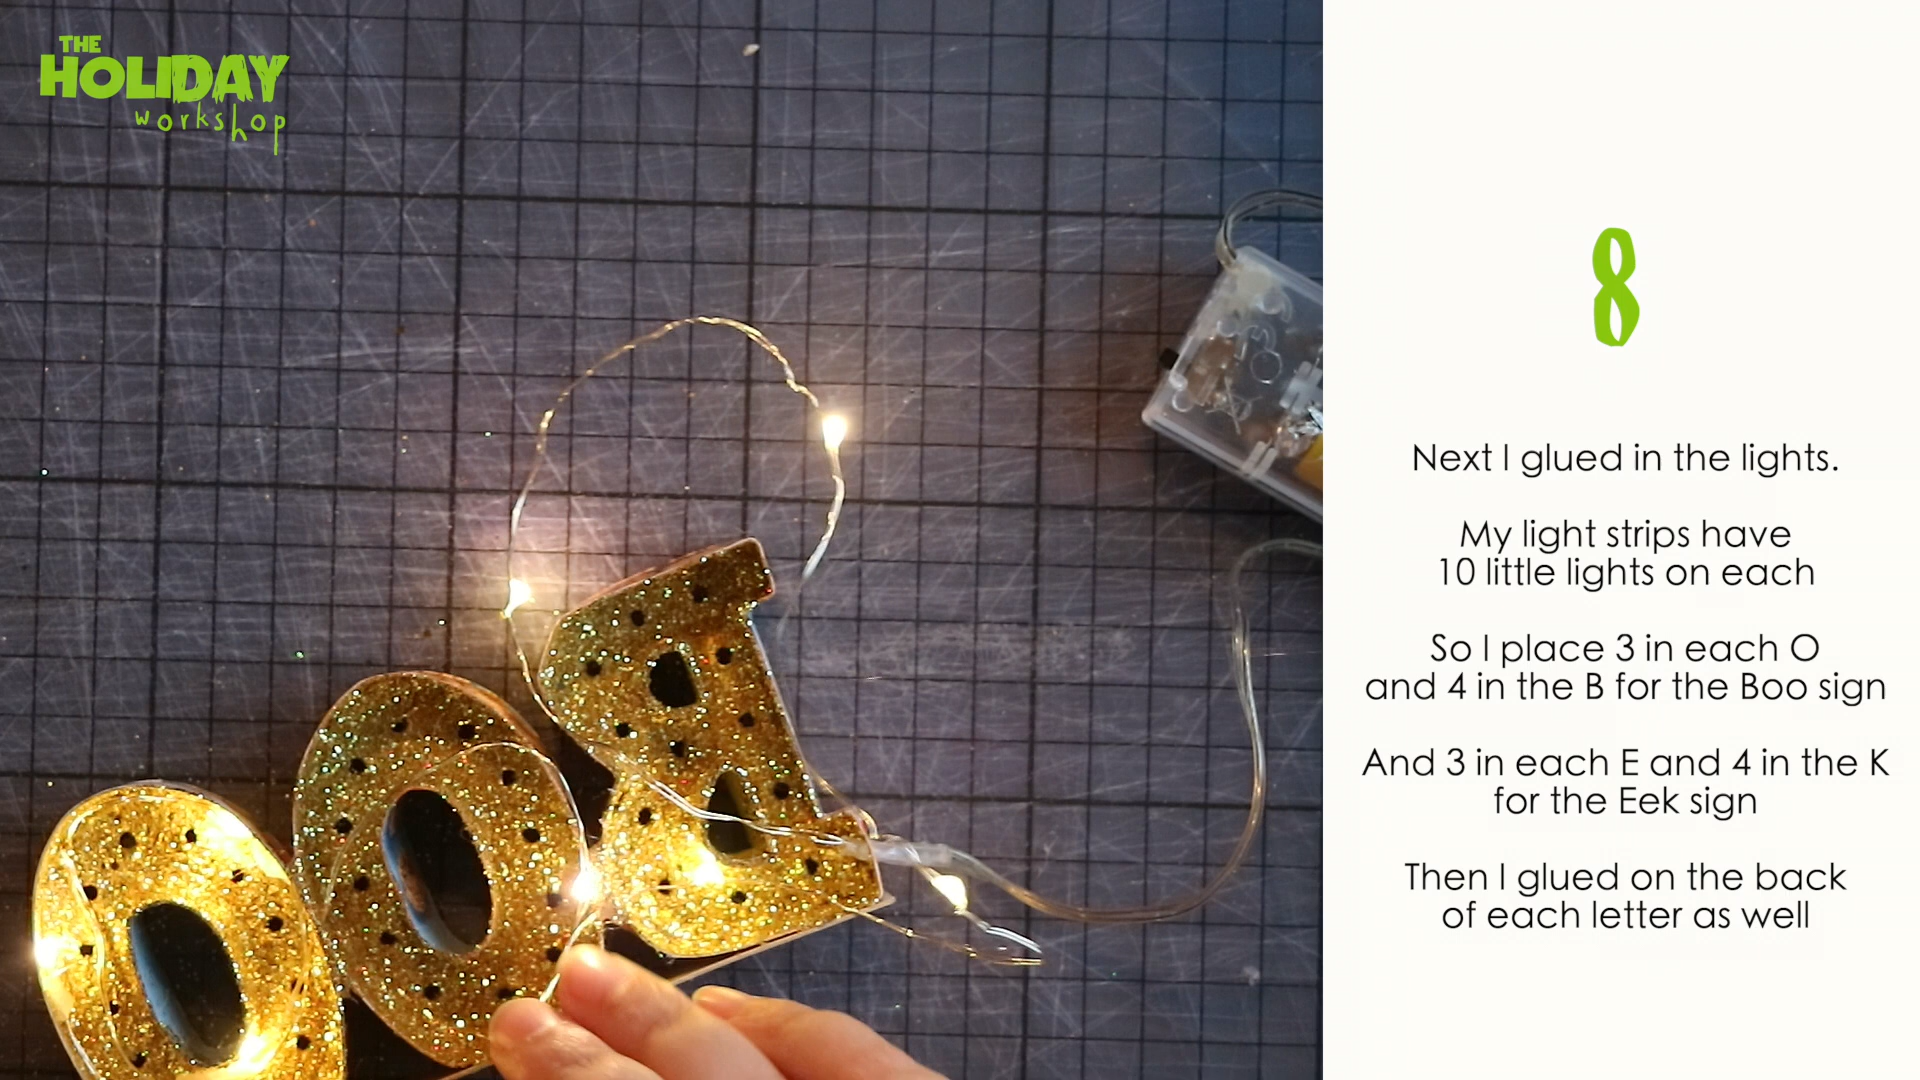 THE
HOLIDAY
workshop
8
Next I glued in the lights.
My light strips have
10 little lights on each
So I place 3 in each O
and 4 in the B for the Boo sign
And 3 in each E and 4 in the K
for the Eek sign
Then I glued on the back
of each letter as well